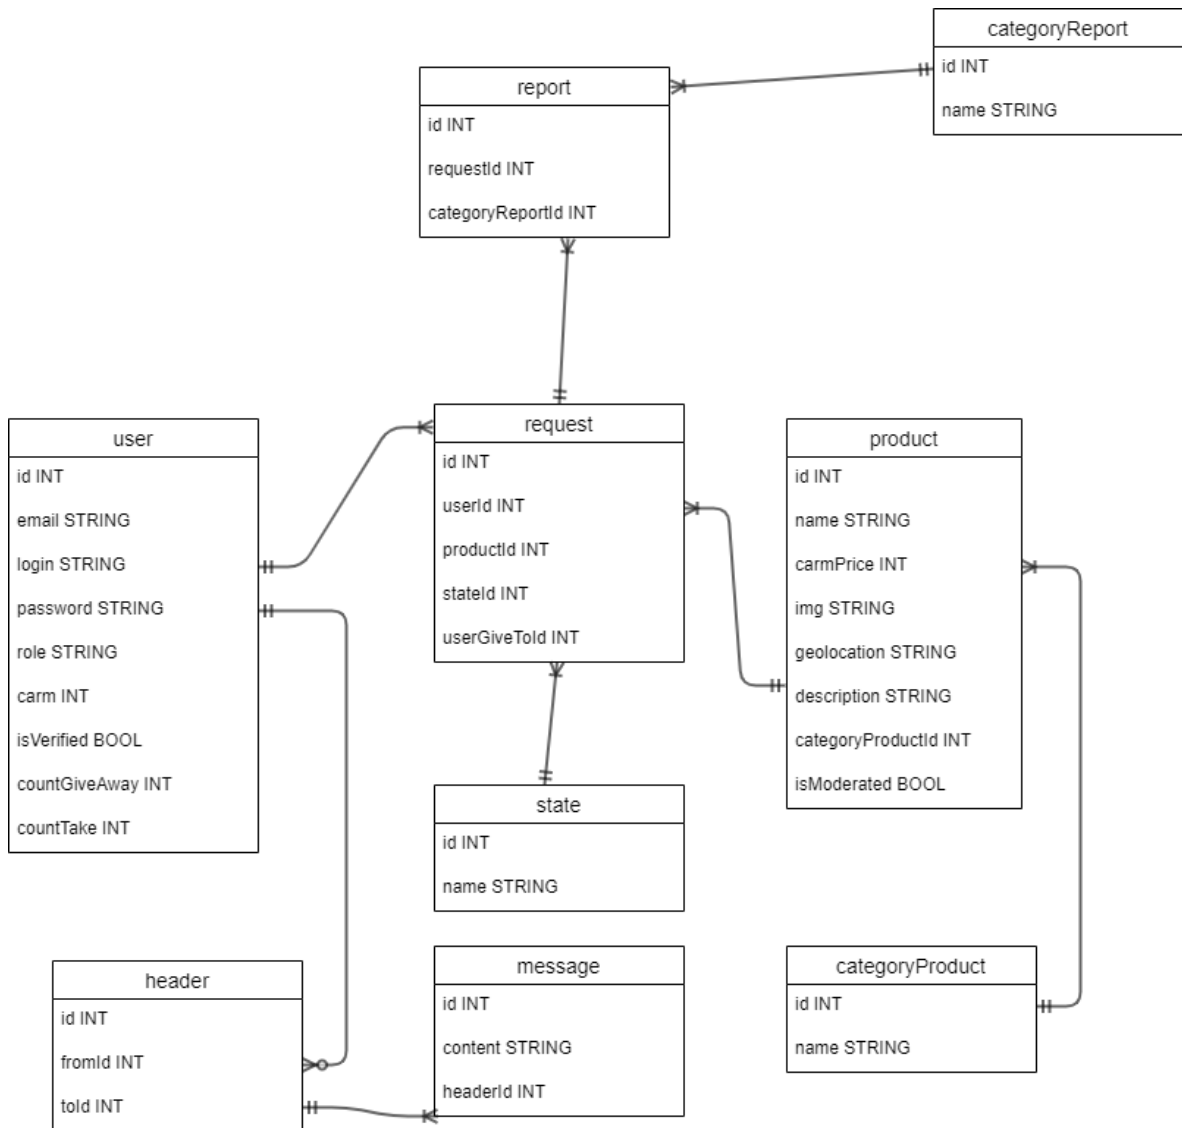 categoryReport
id INT
name STRING
report
id INT
requestId INT
categoryReportId INT
user
id INT
email STRING
login STRING
password STRING
role STRING
carm INT
isVerified BOOL
countGiveAway INT
countTake INT
request
id INT
userId INT
productId INT
stateId INT
userGiveToId INT
product
id INT
name STRING
carmPrice INT
img STRING
geolocation STRING
description STRING
categoryProductId INT
isModerated BOOL
state
id INT
name STRING
header
id INT
fromId INT
toId INT
message
id INT
content STRING
headerId INT
categoryProduct
id INT
name STRING